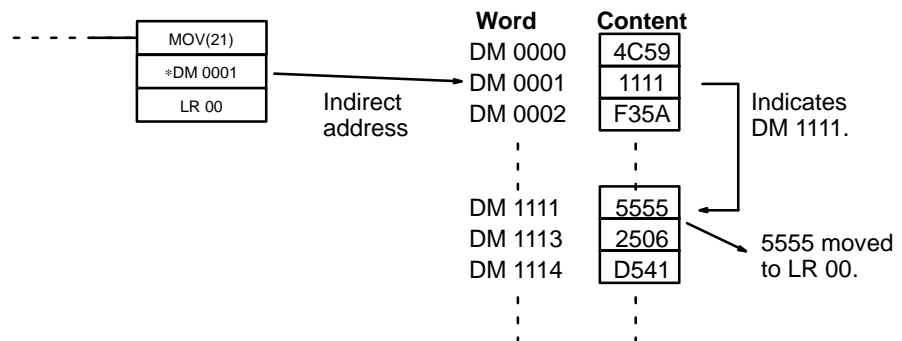 MOV(21)
∗DM 0001
LR 00
Indirect
address
Word Content
DM 0000 4C59
DM 0001 1111
DM 0002 F35A
Indicates
DM 1111.
DM 1111 5555
DM 1113 2506
DM 1114 D541
5555 moved
to LR 00.